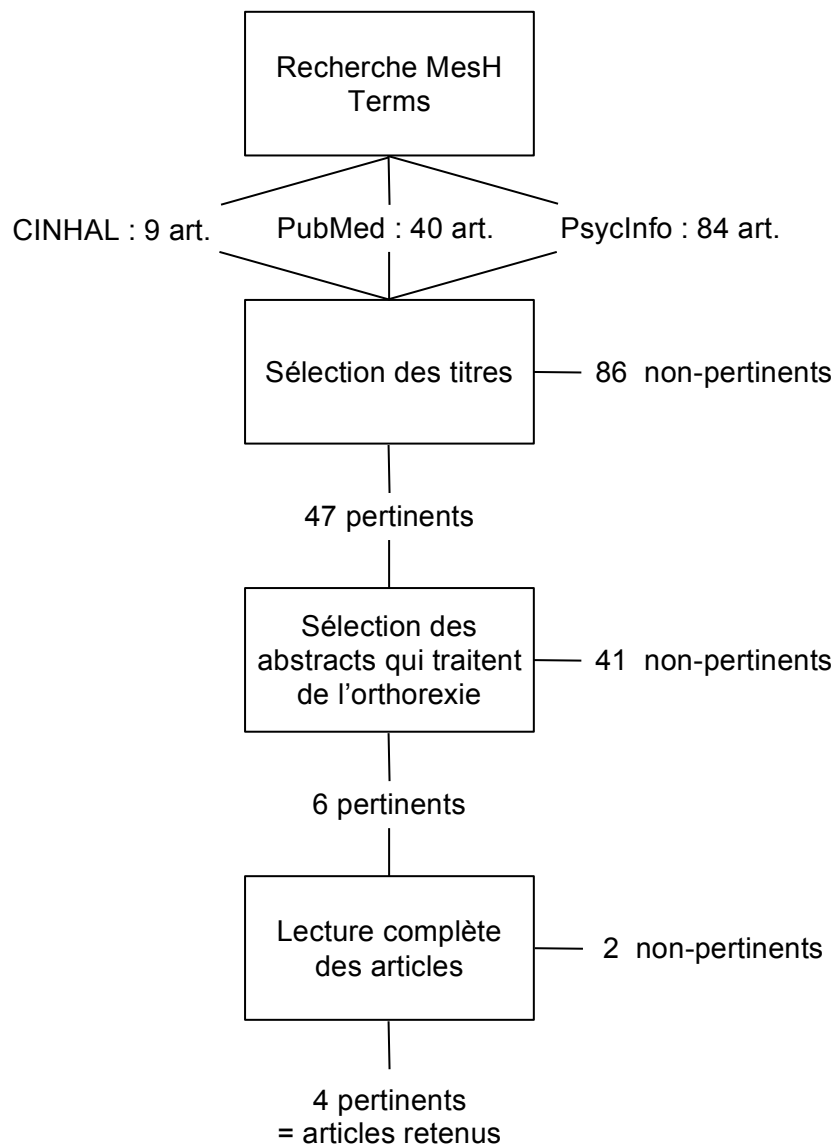 Recherche MesH
Terms
CINHAL : 9 art.
PubMed : 40 art.
PsycInfo : 84 art.
Sélection des titres
86 non-pertinents
47 pertinents
Sélection des
abstracts qui traitent
de l'orthorexie
41 non-pertinents
6 pertinents
Lecture complète
des articles
2 non-pertinents
4 pertinents
= articles retenus